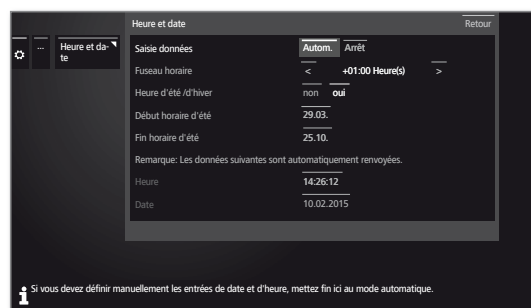 Heure et date Retour
... Heure et da-
te
Saisie données Autom. Arrêt
Fuseau horaire < +01:00 Heure(s) >
Heure d'été /d'hiver non oui
Début horaire d'été 29.03.
Fin horaire d'été 25.10.
Remarque: Les données suivantes sont automatiquement renvoyées.
Heure 14:26:12
Date 10.02.2015
Si vous devez définir manuellement les entrées de date et d'heure, mettez fin ici au mode automatique.